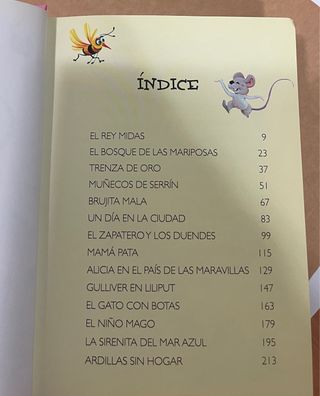 ÍNDICE
EL REY MIDAS 9
EL BOSQUE DE LAS MARIPOSAS 23
TRENZA DE ORO 37
MUÑECOS DE SERRÍN 51
BRUJITA MALA 67
UN DÍA EN LA CIUDAD 83
EL ZAPATERO Y LOS DUENDES 99
MAMÁ PATA 115
ALICIA EN EL PAÍS DE LAS MARAVILLAS 129
GULLIVER EN LILIPUT 147
EL GATO CON BOTAS 163
EL NIÑO MAGO 179
LA SIRENITA DEL MAR AZUL 195
ARDILLAS SIN HOGAR 213